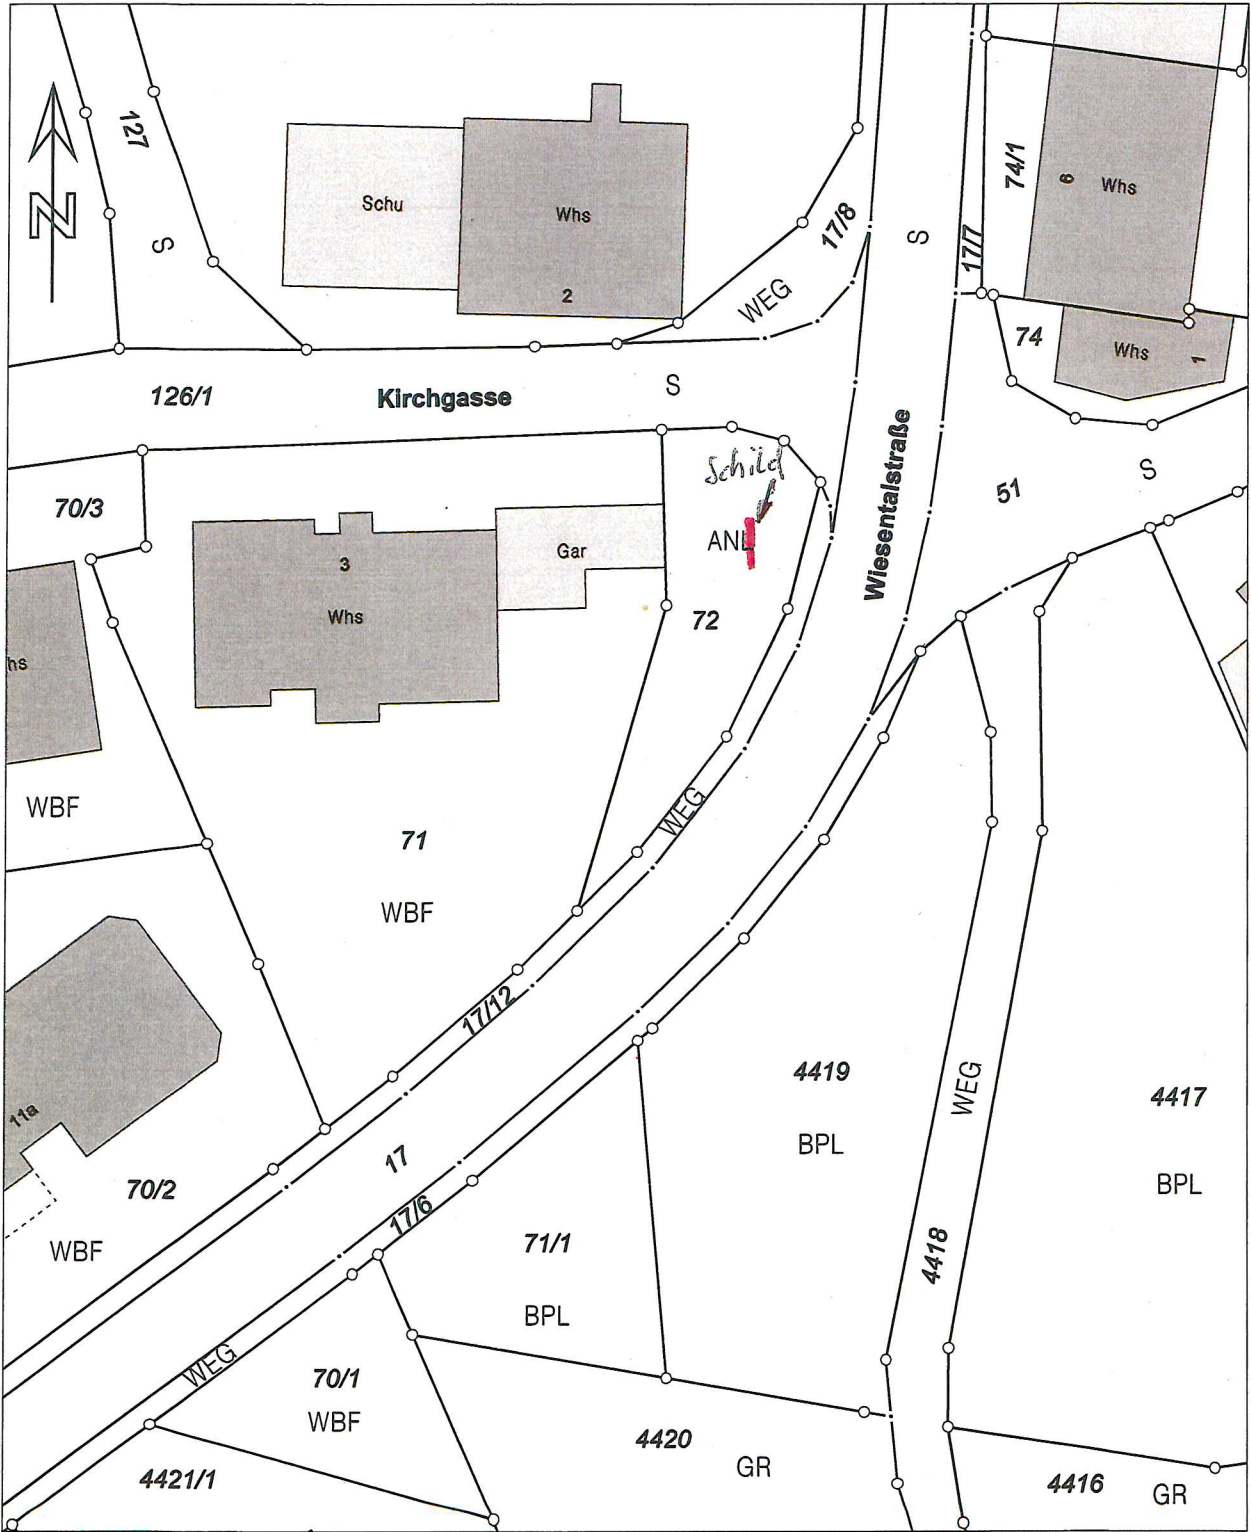 127
S
N
Schu
Whs
2
WEG
17/8
S
17/7
74/1
6
Whs
74
Whs
1
126/1
Kirchgasse
S
Wiesentalstraße
51
S
70/3
Schild
ANL
3
Whs
Gar
72
hs
WBF
71
WBF
WEG
17/12
11a
70/2
WBF
17
17/6
4419
BPL
WEG
4417
BPL
4418
71/1
BPL
WEG
70/1
WBF
4420
GR
4421/1
4416
GR